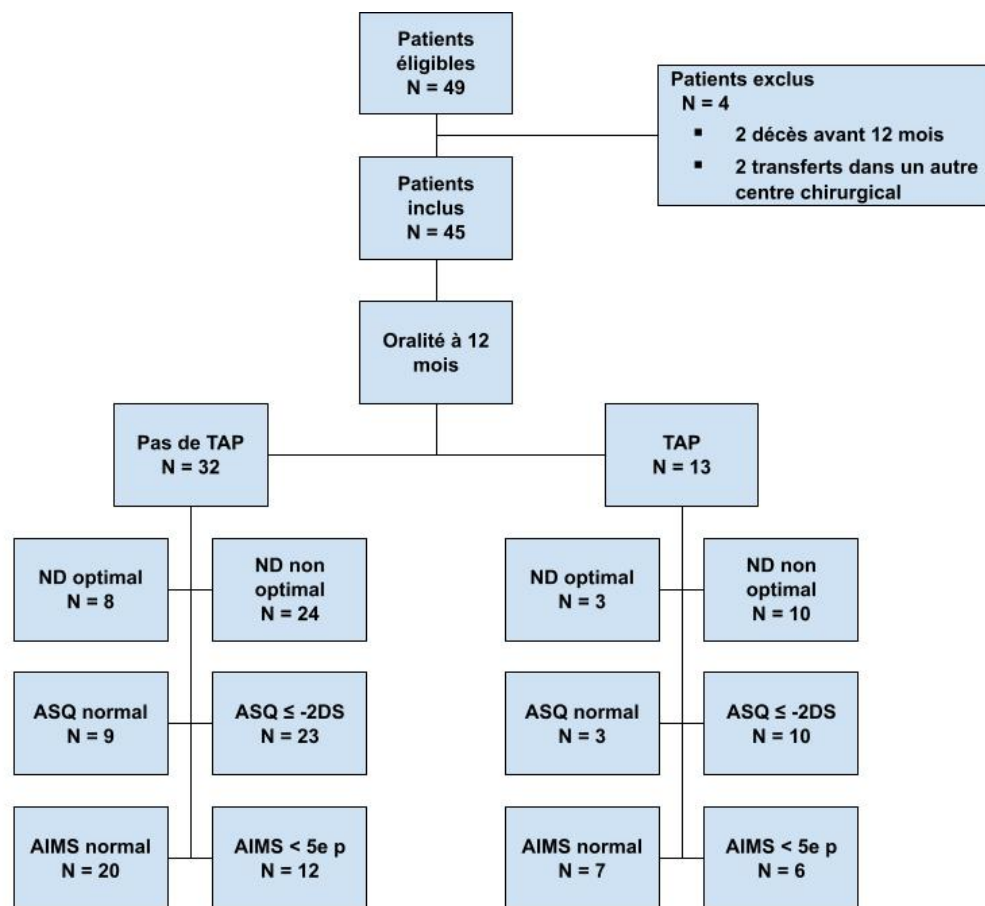 Patients
éligibles
N = 49
Patients exclus
N = 4
▪ 2 décès avant 12 mois
▪ 2 transferts dans un autre
centre chirurgical
Patients
inclus
N = 45
Oralité à 12
mois
Pas de TAP
N = 32
TAP
N = 13
ND optimal
N = 8
ND non
optimal
N = 24
ND optimal
N = 3
ND non
optimal
N = 10
ASQ normal
N = 9
ASQ ≤ -2DS
N = 23
ASQ normal
N = 3
ASQ ≤ -2DS
N = 10
AIMS normal
N = 20
AIMS < 5e p
N = 12
AIMS normal
N = 7
AIMS < 5e p
N = 6